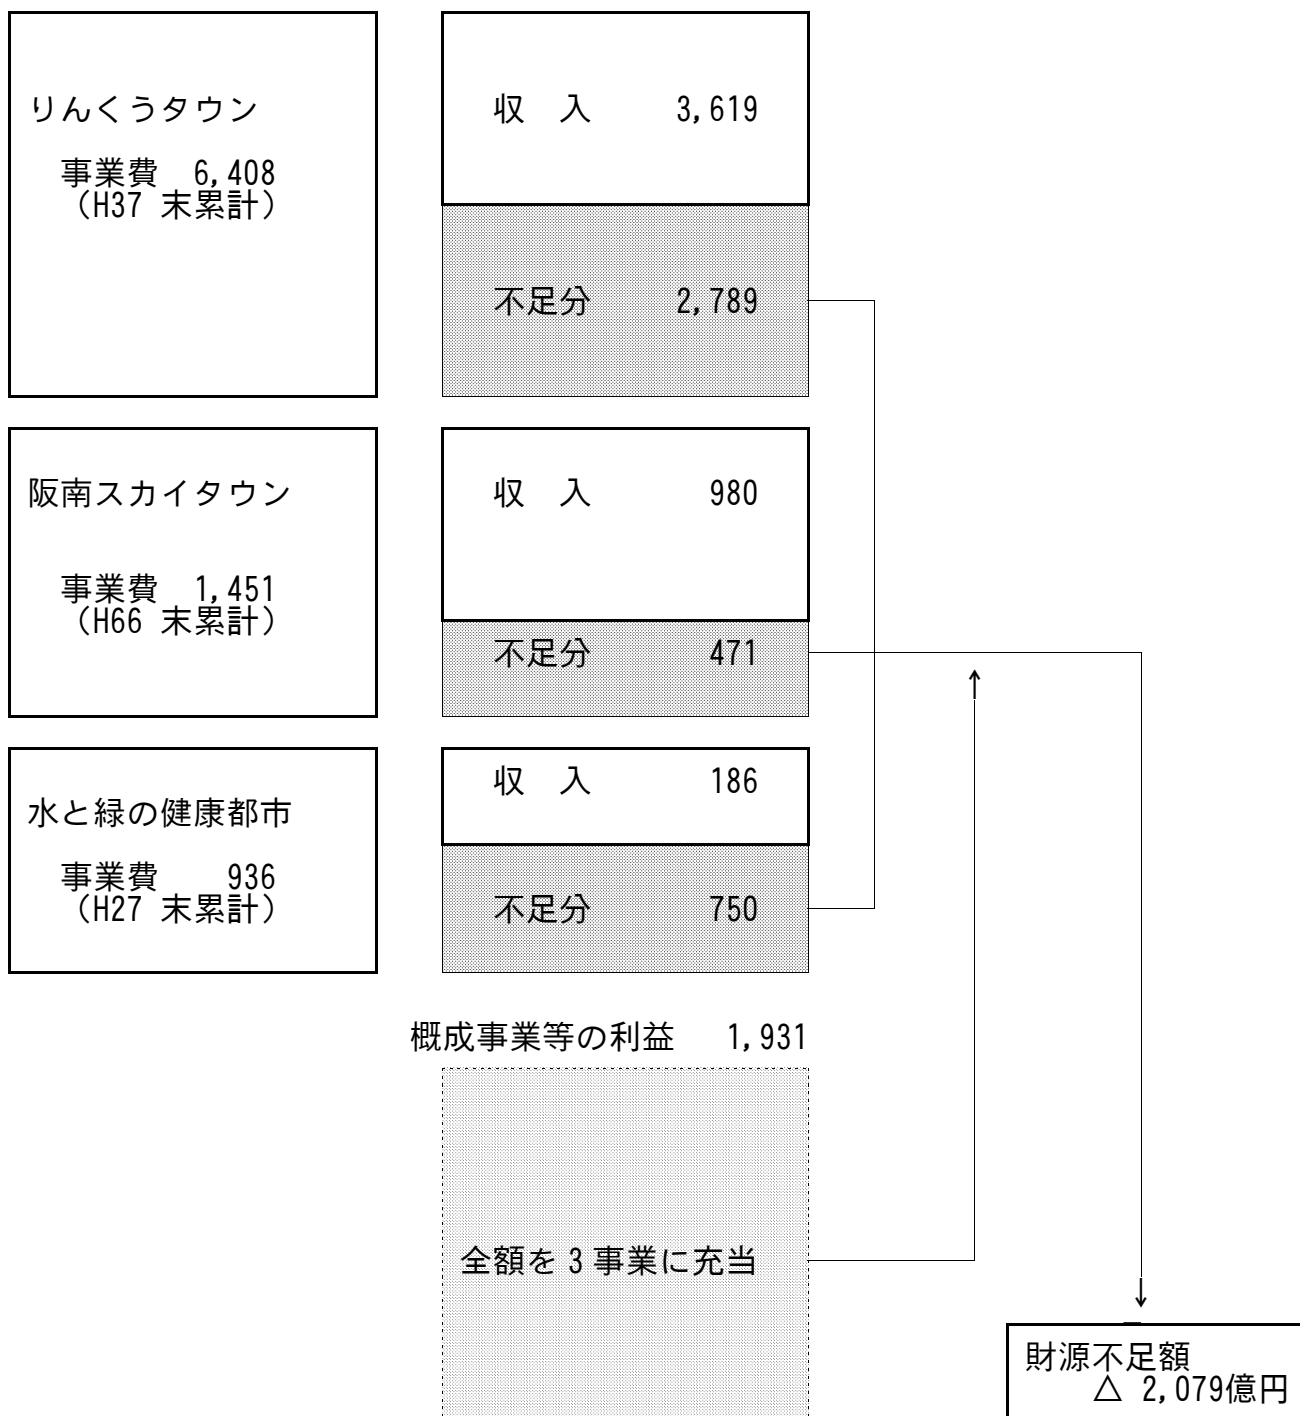 りんくうタウン
事業費 6,408
（H37 末累計）
収 入 3,619
不足分 2,789
阪南スカイタウン
事業費 1,451
（H66 末累計）
収 入 980
不足分 471
水と緑の健康都市
事業費 936
（H27 末累計）
収 入 186
不足分 750
概成事業等の利益 1,931
全額を 3 事業に充当
財源不足額
△ 2,079億円